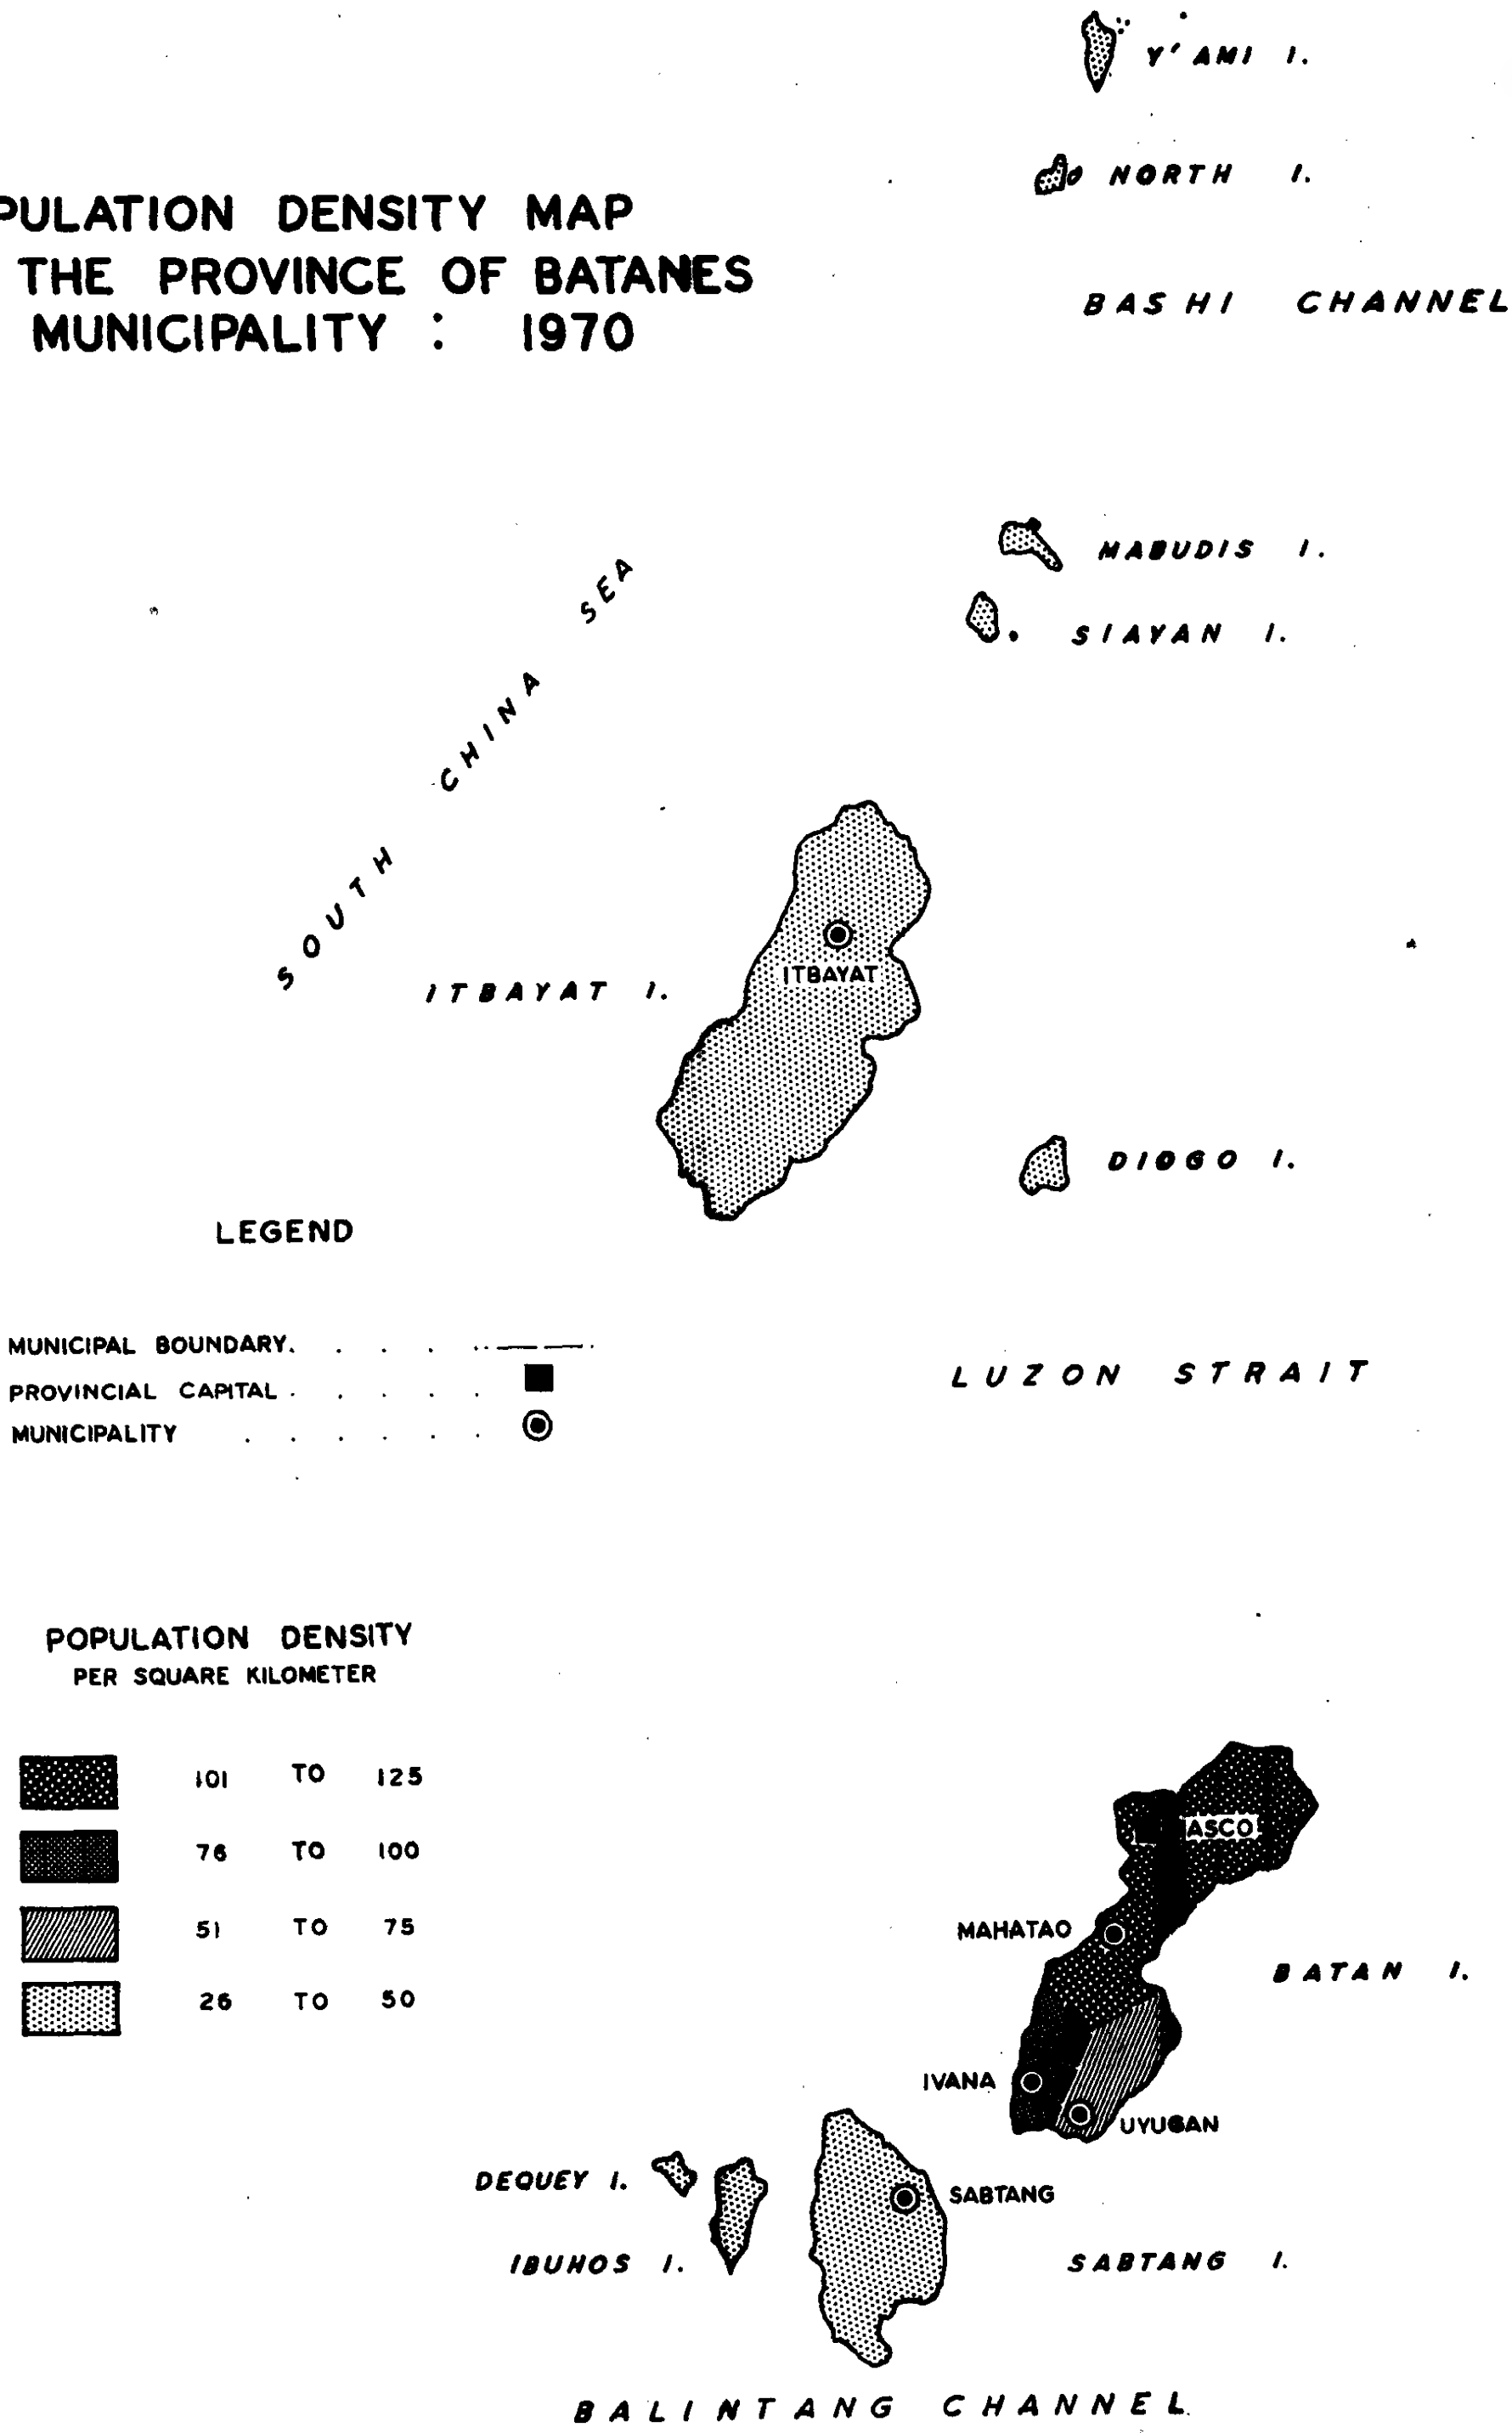 Y' AMI I.
NORTH I.
PULATION DENSITY MAP
THE PROVINCE OF BATANES
MUNICIPALITY : 1970
BASHI CHANNEL
MABUDIS I.
SIAYAN I.
SOUTH CHINA SEA
ITBAYAT
ITBAYAT I.
DIOGO I.
LEGEND
MUNICIPAL BOUNDARY. . . .
PROVINCIAL CAPITAL . . . . .
MUNICIPALITY . . . . . .
LUZON STRAIT
POPULATION DENSITY
PER SQUARE KILOMETER
101 TO 125
76 TO 100
51 TO 75
26 TO 50
ASCO
MAHATAO
BATAN I.
IVANA
UYUGAN
DEQUEY I.
SABTANG
IBUHOS I.
SABTANG I.
BALINTANG CHANNEL